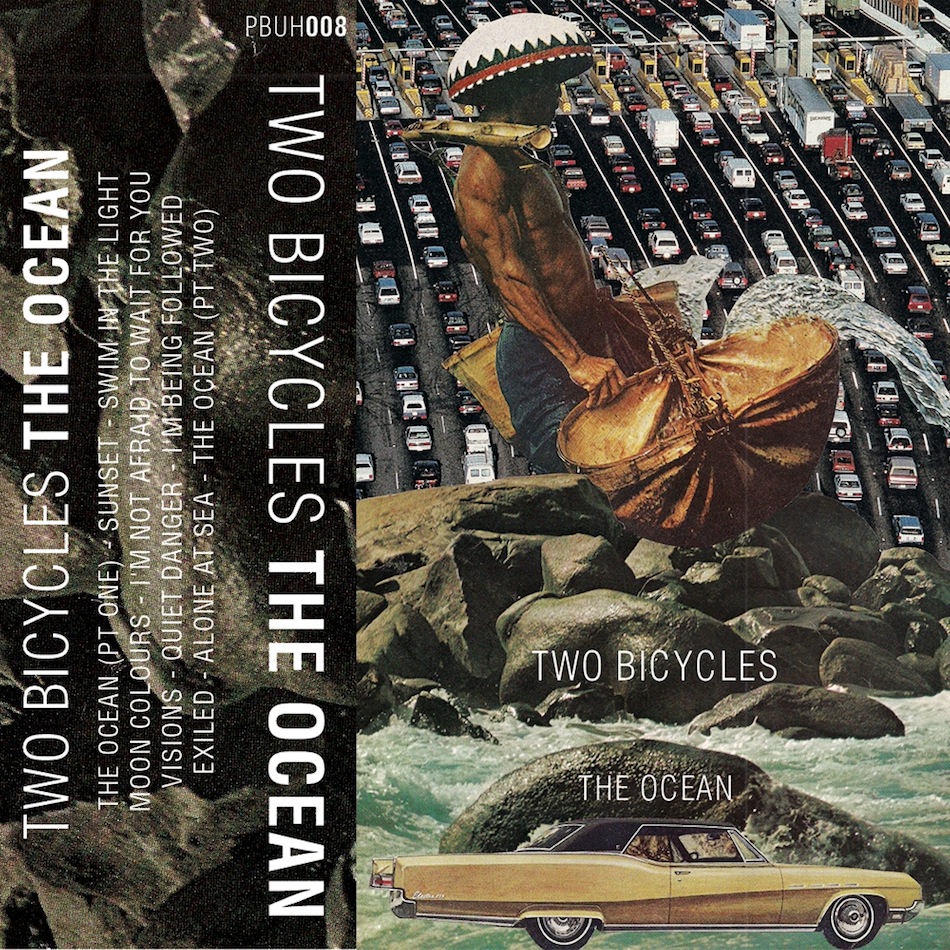 PBUH008
TWO BICYCLES THE OCEAN
THE OCEAN (PT ONE) - SUNSET - SWIM IN THE LIGHT
MOON COLOURS - I'M NOT AFRAID TO WAIT FOR YOU
VISIONS - QUIET DANGER - I'M BEING FOLLOWED
EXILED - ALONE AT SEA - THE OCEAN (PT TWO)
TWO BICYCLES THE OCEAN
TWO BICYCLES
THE OCEAN